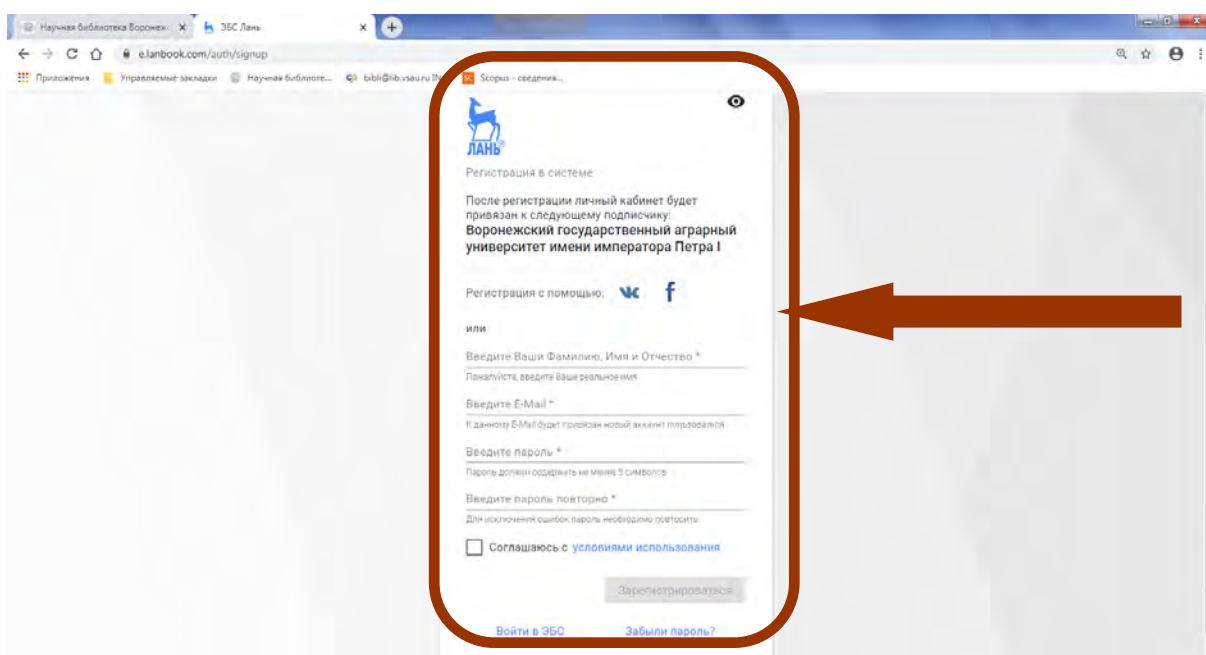 Научная библиотека Воронеж
ЭБС Лань
e.lanbook.com/auth/signup
Приложения
Управляемые закладки
Научная библиоте...
bibl@lib.vsau.ru
Scopus - сведения...
ЛАНЬ®
Регистрация в системе
После регистрации личный кабинет будет
привязан к следующему подписчику:
Воронежский государственный аграрный
университет имени императора Петра I
Регистрация с помощью:
или
Введите Ваши Фамилию, Имя и Отчество *
Пожалуйста, введите Ваше реальное имя
Введите E-Mail *
К данному E-Mail будет привязан новый аккаунт пользователя
Введите пароль *
Пароль должен содержать не менее 5 символов
Введите пароль повторно *
Для исключения ошибок пароль необходимо повторить
Соглашаюсь с условиями использования
Зарегистрироваться
Войти в ЭБС
Забыли пароль?